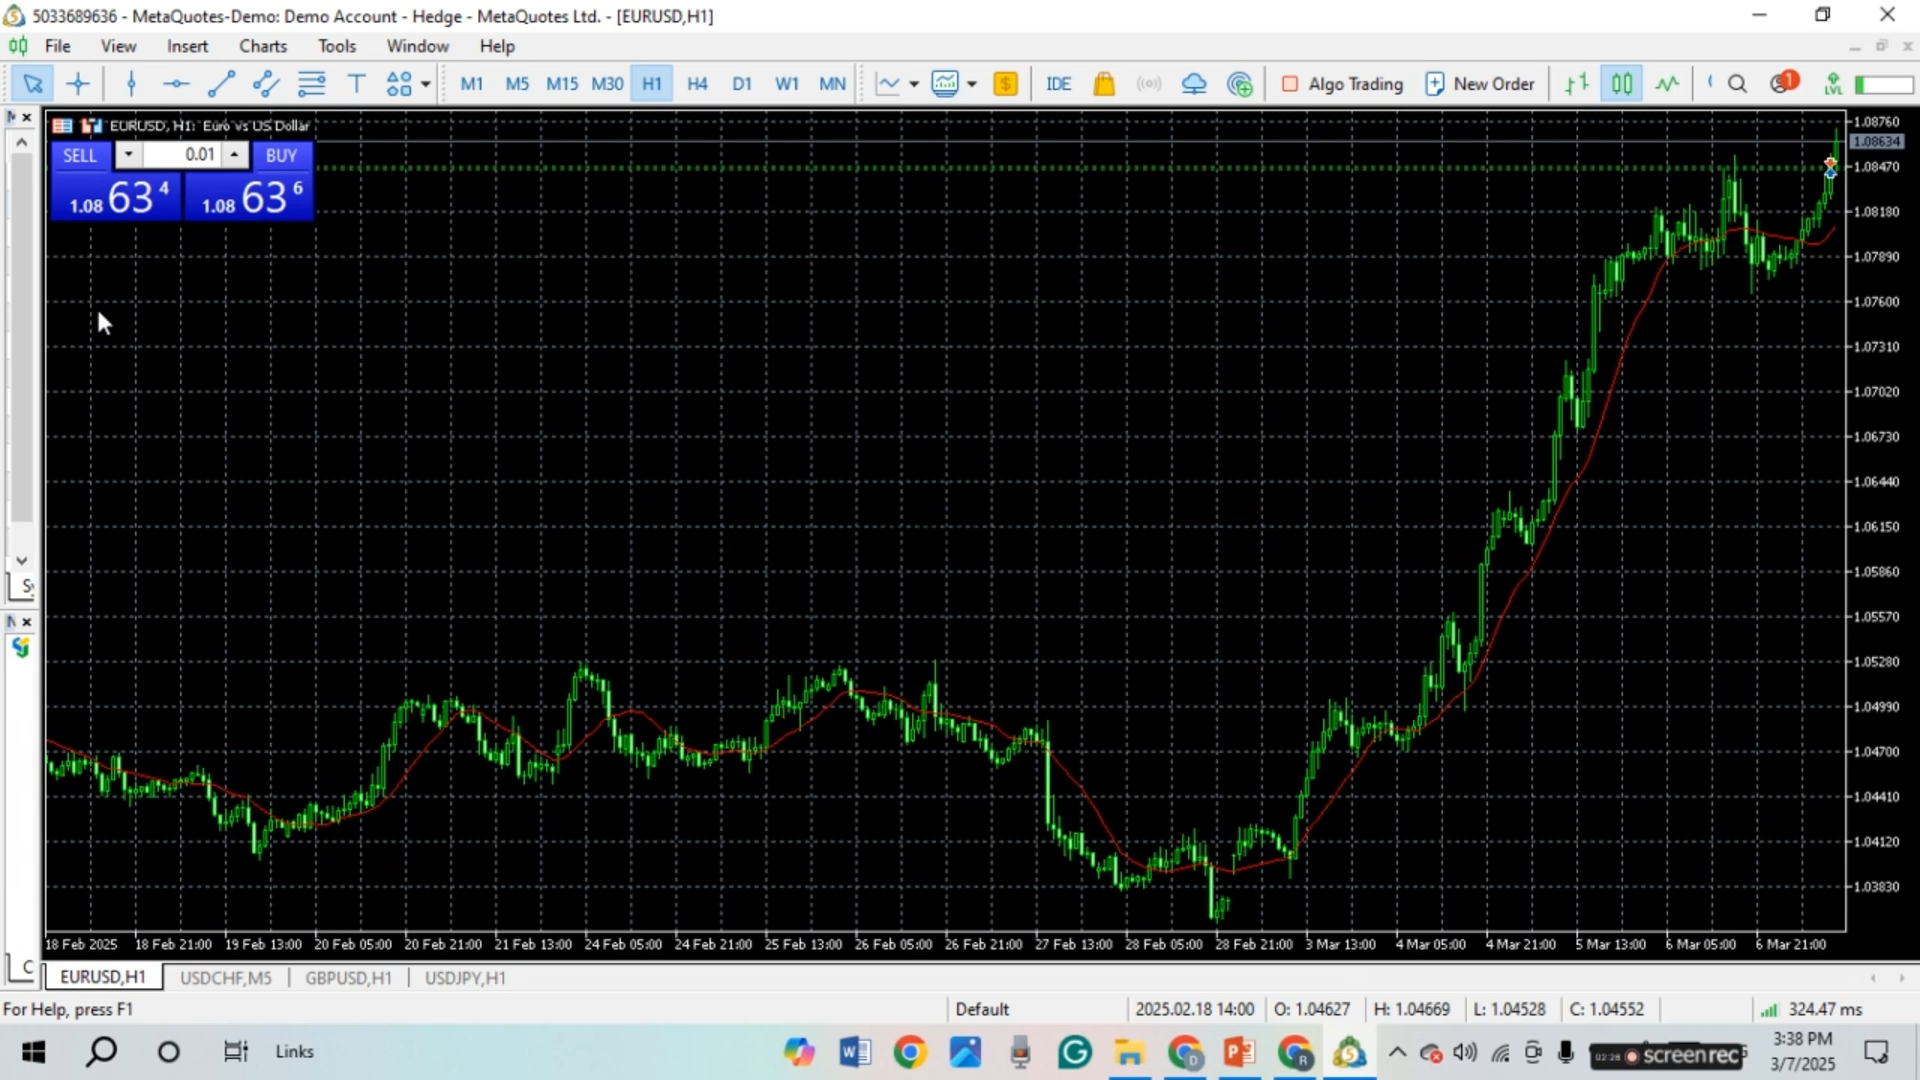 5033689636 - MetaQuotes-Demo: Demo Account - Hedge - MetaQuotes Ltd. - [EURUSD,H1]
File View Insert Charts Tools Window Help
M1 M5 M15 M30 H1 H4 D1 W1 MN IDE Algo Trading New Order 1 LVL
EURUSD, H1: Euro vs US Dollar
SELL 0.01 BUY
1.08 63 4 1.08 63 6
1.08760
1.08634
1.08470
1.08180
1.07890
1.07600
1.07310
1.07020
1.06730
1.06440
1.06150
1.05860
1.05570
1.05280
1.04990
1.04700
1.04410
1.04120
1.03830
18 Feb 2025 18 Feb 21:00 19 Feb 13:00 20 Feb 05:00 20 Feb 21:00 21 Feb 13:00 24 Feb 05:00 24 Feb 21:00 25 Feb 13:00 26 Feb 05:00 26 Feb 21:00 27 Feb 13:00 28 Feb 05:00 28 Feb 21:00 3 Mar 13:00 4 Mar 05:00 4 Mar 21:00 5 Mar 13:00 6 Mar 05:00 6 Mar 21:00
EURUSD,H1 USDCHF,M5 GBPUSD,H1 USDJPY,H1
For Help, press F1 Default 2025.02.18 14:00 O: 1.04627 H: 1.04669 L: 1.04528 C: 1.04552 324.47 ms
Links 02:26 screenrec 3:38 PM
3/7/2025